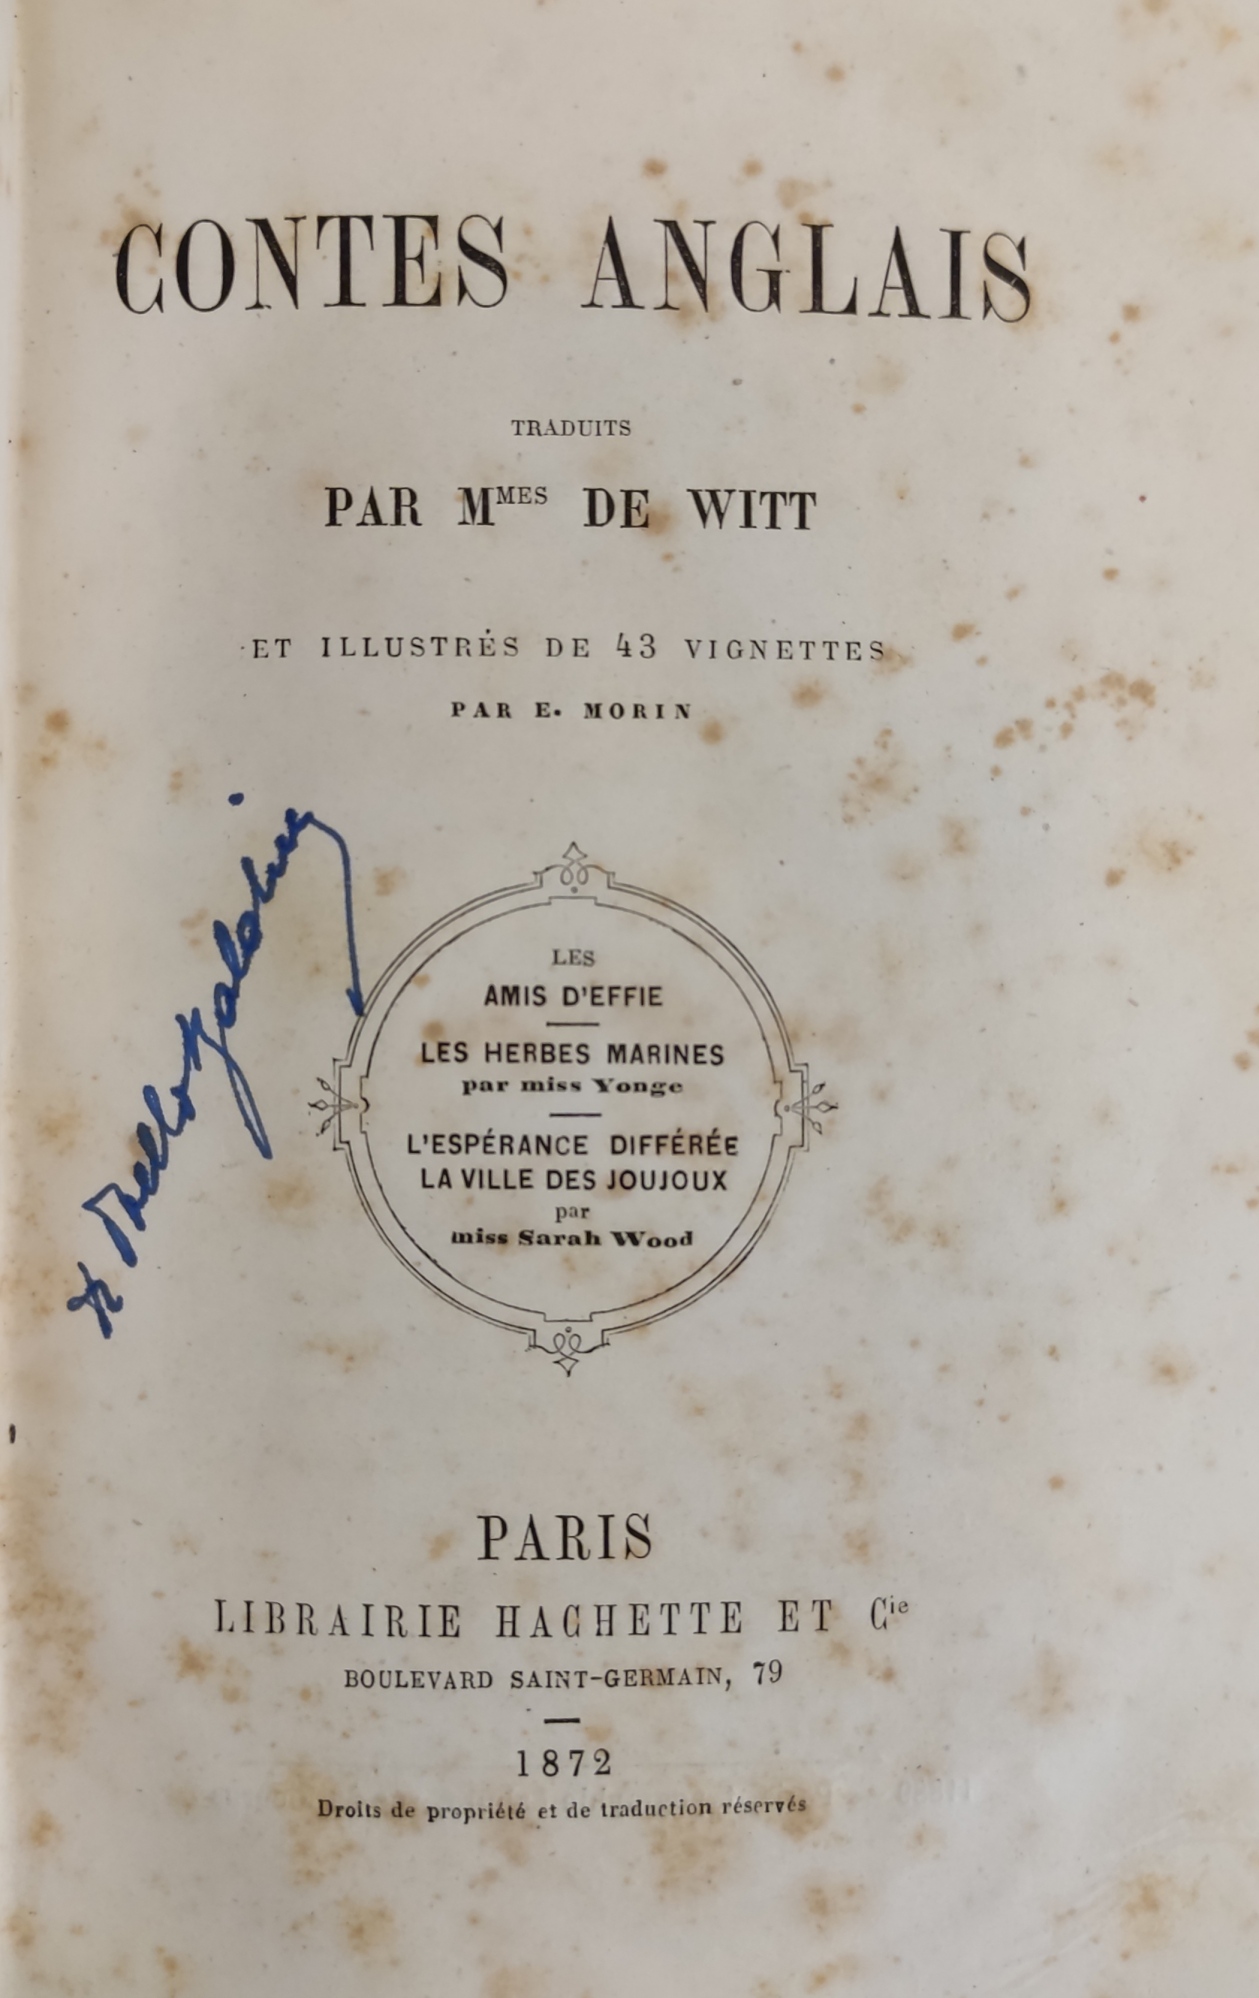 CONTES ANGLAIS
TRADUITS
PAR MMES DE WITT
ET ILLUSTRÉS DE 43 VIGNETTES
PAR E. MORIN
LES
AMIS D'EFFIE
LES HERBES MARINES
par miss Yonge
L'ESPÉRANCE DIFFÉRÉE
LA VILLE DES JOUJOUX
par
miss Sarah Wood
PARIS
LIBRAIRIE HACHETTE ET Cie
BOULEVARD SAINT-GERMAIN, 79
1872
Droits de propriété et de traduction réservés